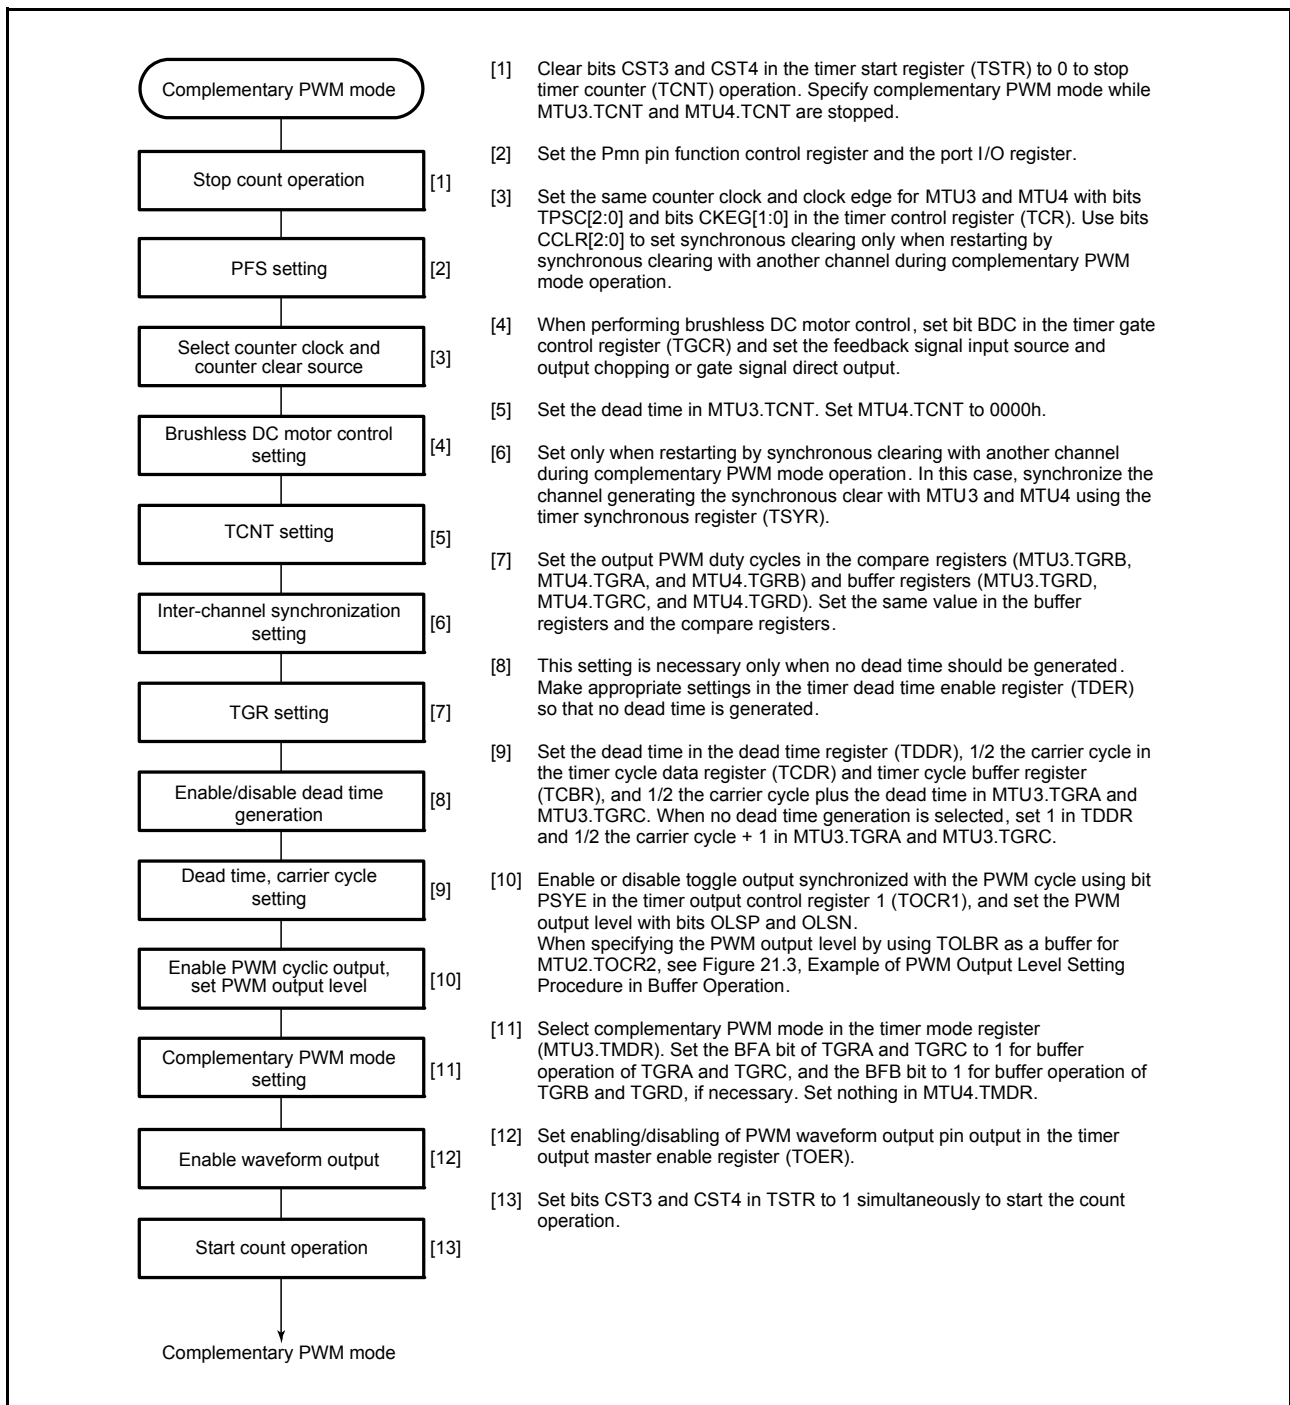 Complementary PWM mode
Stop count operation
[1]
PFS setting
[2]
Select counter clock and
counter clear source
[3]
Brushless DC motor control
setting
[4]
TCNT setting
[5]
Inter-channel synchronization
setting
[6]
TGR setting
[7]
Enable/disable dead time
generation
[8]
Dead time, carrier cycle
setting
[9]
Enable PWM cyclic output,
set PWM output level
[10]
Complementary PWM mode
setting
[11]
Enable waveform output
[12]
Start count operation
[13]
Complementary PWM mode
[1] Clear bits CST3 and CST4 in the timer start register (TSTR) to 0 to stop
timer counter (TCNT) operation. Specify complementary PWM mode while
MTU3.TCNT and MTU4.TCNT are stopped.
[2] Set the Pmn pin function control register and the port I/O register.
[3] Set the same counter clock and clock edge for MTU3 and MTU4 with bits
TPSC[2:0] and bits CKEG[1:0] in the timer control register (TCR). Use bits
CCLR[2:0] to set synchronous clearing only when restarting by
synchronous clearing with another channel during complementary PWM
mode operation.
[4] When performing brushless DC motor control, set bit BDC in the timer gate
control register (TGCR) and set the feedback signal input source and
output chopping or gate signal direct output.
[5] Set the dead time in MTU3.TCNT. Set MTU4.TCNT to 0000h.
[6] Set only when restarting by synchronous clearing with another channel
during complementary PWM mode operation. In this case, synchronize the
channel generating the synchronous clear with MTU3 and MTU4 using the
timer synchronous register (TSYR).
[7] Set the output PWM duty cycles in the compare registers (MTU3.TGRB,
MTU4.TGRA, and MTU4.TGRB) and buffer registers (MTU3.TGRD,
MTU4.TGRC, and MTU4.TGRD). Set the same value in the buffer
registers and the compare registers.
[8] This setting is necessary only when no dead time should be generated.
Make appropriate settings in the timer dead time enable register (TDER)
so that no dead time is generated.
[9] Set the dead time in the dead time register (TDDR), 1/2 the carrier cycle in
the timer cycle data register (TCDR) and timer cycle buffer register
(TCBR), and 1/2 the carrier cycle plus the dead time in MTU3.TGRA and
MTU3.TGRC. When no dead time generation is selected, set 1 in TDDR
and 1/2 the carrier cycle + 1 in MTU3.TGRA and MTU3.TGRC.
[10] Enable or disable toggle output synchronized with the PWM cycle using bit
PSYE in the timer output control register 1 (TOCR1), and set the PWM
output level with bits OLSP and OLSN.
When specifying the PWM output level by using TOLBR as a buffer for
MTU2.TOCR2, see Figure 21.3, Example of PWM Output Level Setting
Procedure in Buffer Operation.
[11] Select complementary PWM mode in the timer mode register
(MTU3.TMDR). Set the BFA bit of TGRA and TGRC to 1 for buffer
operation of TGRA and TGRC, and the BFB bit to 1 for buffer operation of
TGRB and TGRD, if necessary. Set nothing in MTU4.TMDR.
[12] Set enabling/disabling of PWM waveform output pin output in the timer
output master enable register (TOER).
[13] Set bits CST3 and CST4 in TSTR to 1 simultaneously to start the count
operation.